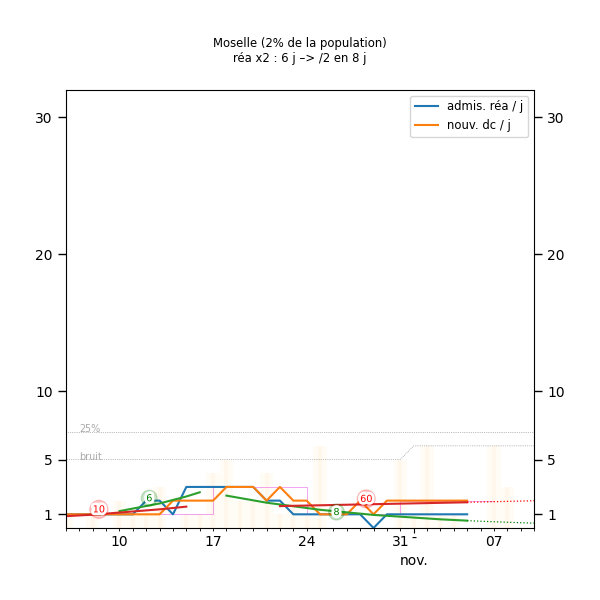 Moselle (2% de la population)
réa x2 : 6 j –> /2 en 8 j
admis. réa / j
nouv. dc / j
30 30
20 20
10 10
25%
5 bruit 5
10 6 8 60
1 1
10 17 24 31 - 07
nov.